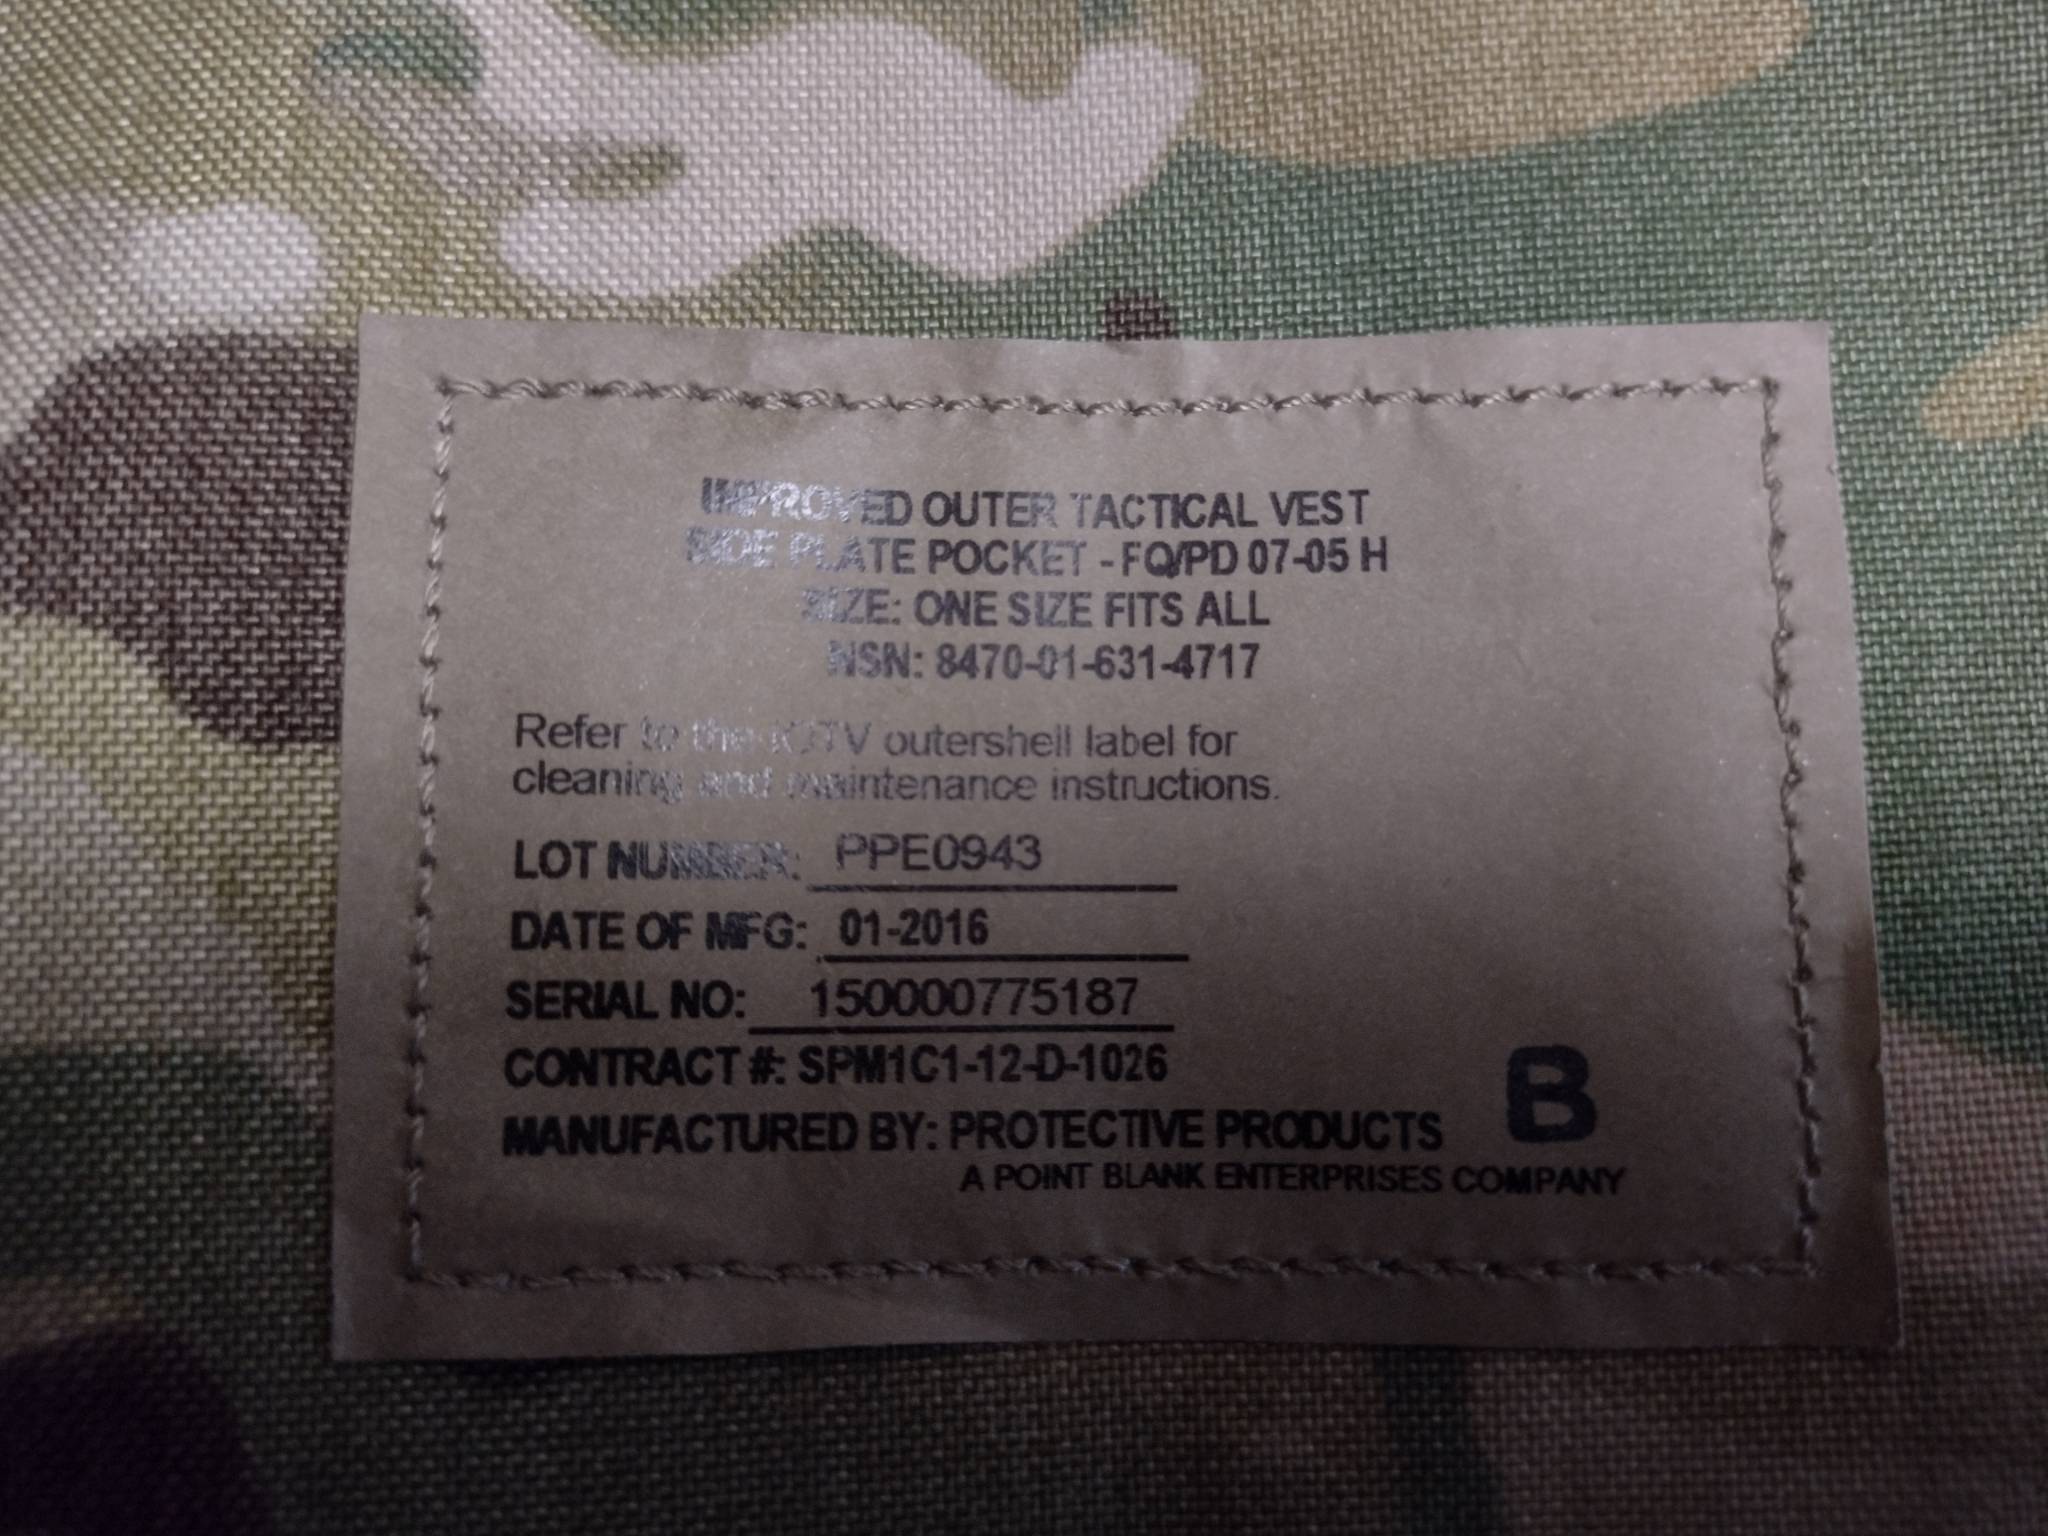 IMPROVED OUTER TACTICAL VEST
SIDE PLATE POCKET - FQ/PD 07-05 H
SIZE: ONE SIZE FITS ALL
NSN: 8470-01-631-4717
Refer to the IOTV outershell label for
cleaning and maintenance instructions.
LOT NUMBER: PPE0943
DATE OF MFG: 01-2016
SERIAL NO: 150000775187
CONTRACT #: SPM1C1-12-D-1026
MANUFACTURED BY: PROTECTIVE PRODUCTS
A POINT BLANK ENTERPRISES COMPANY
B